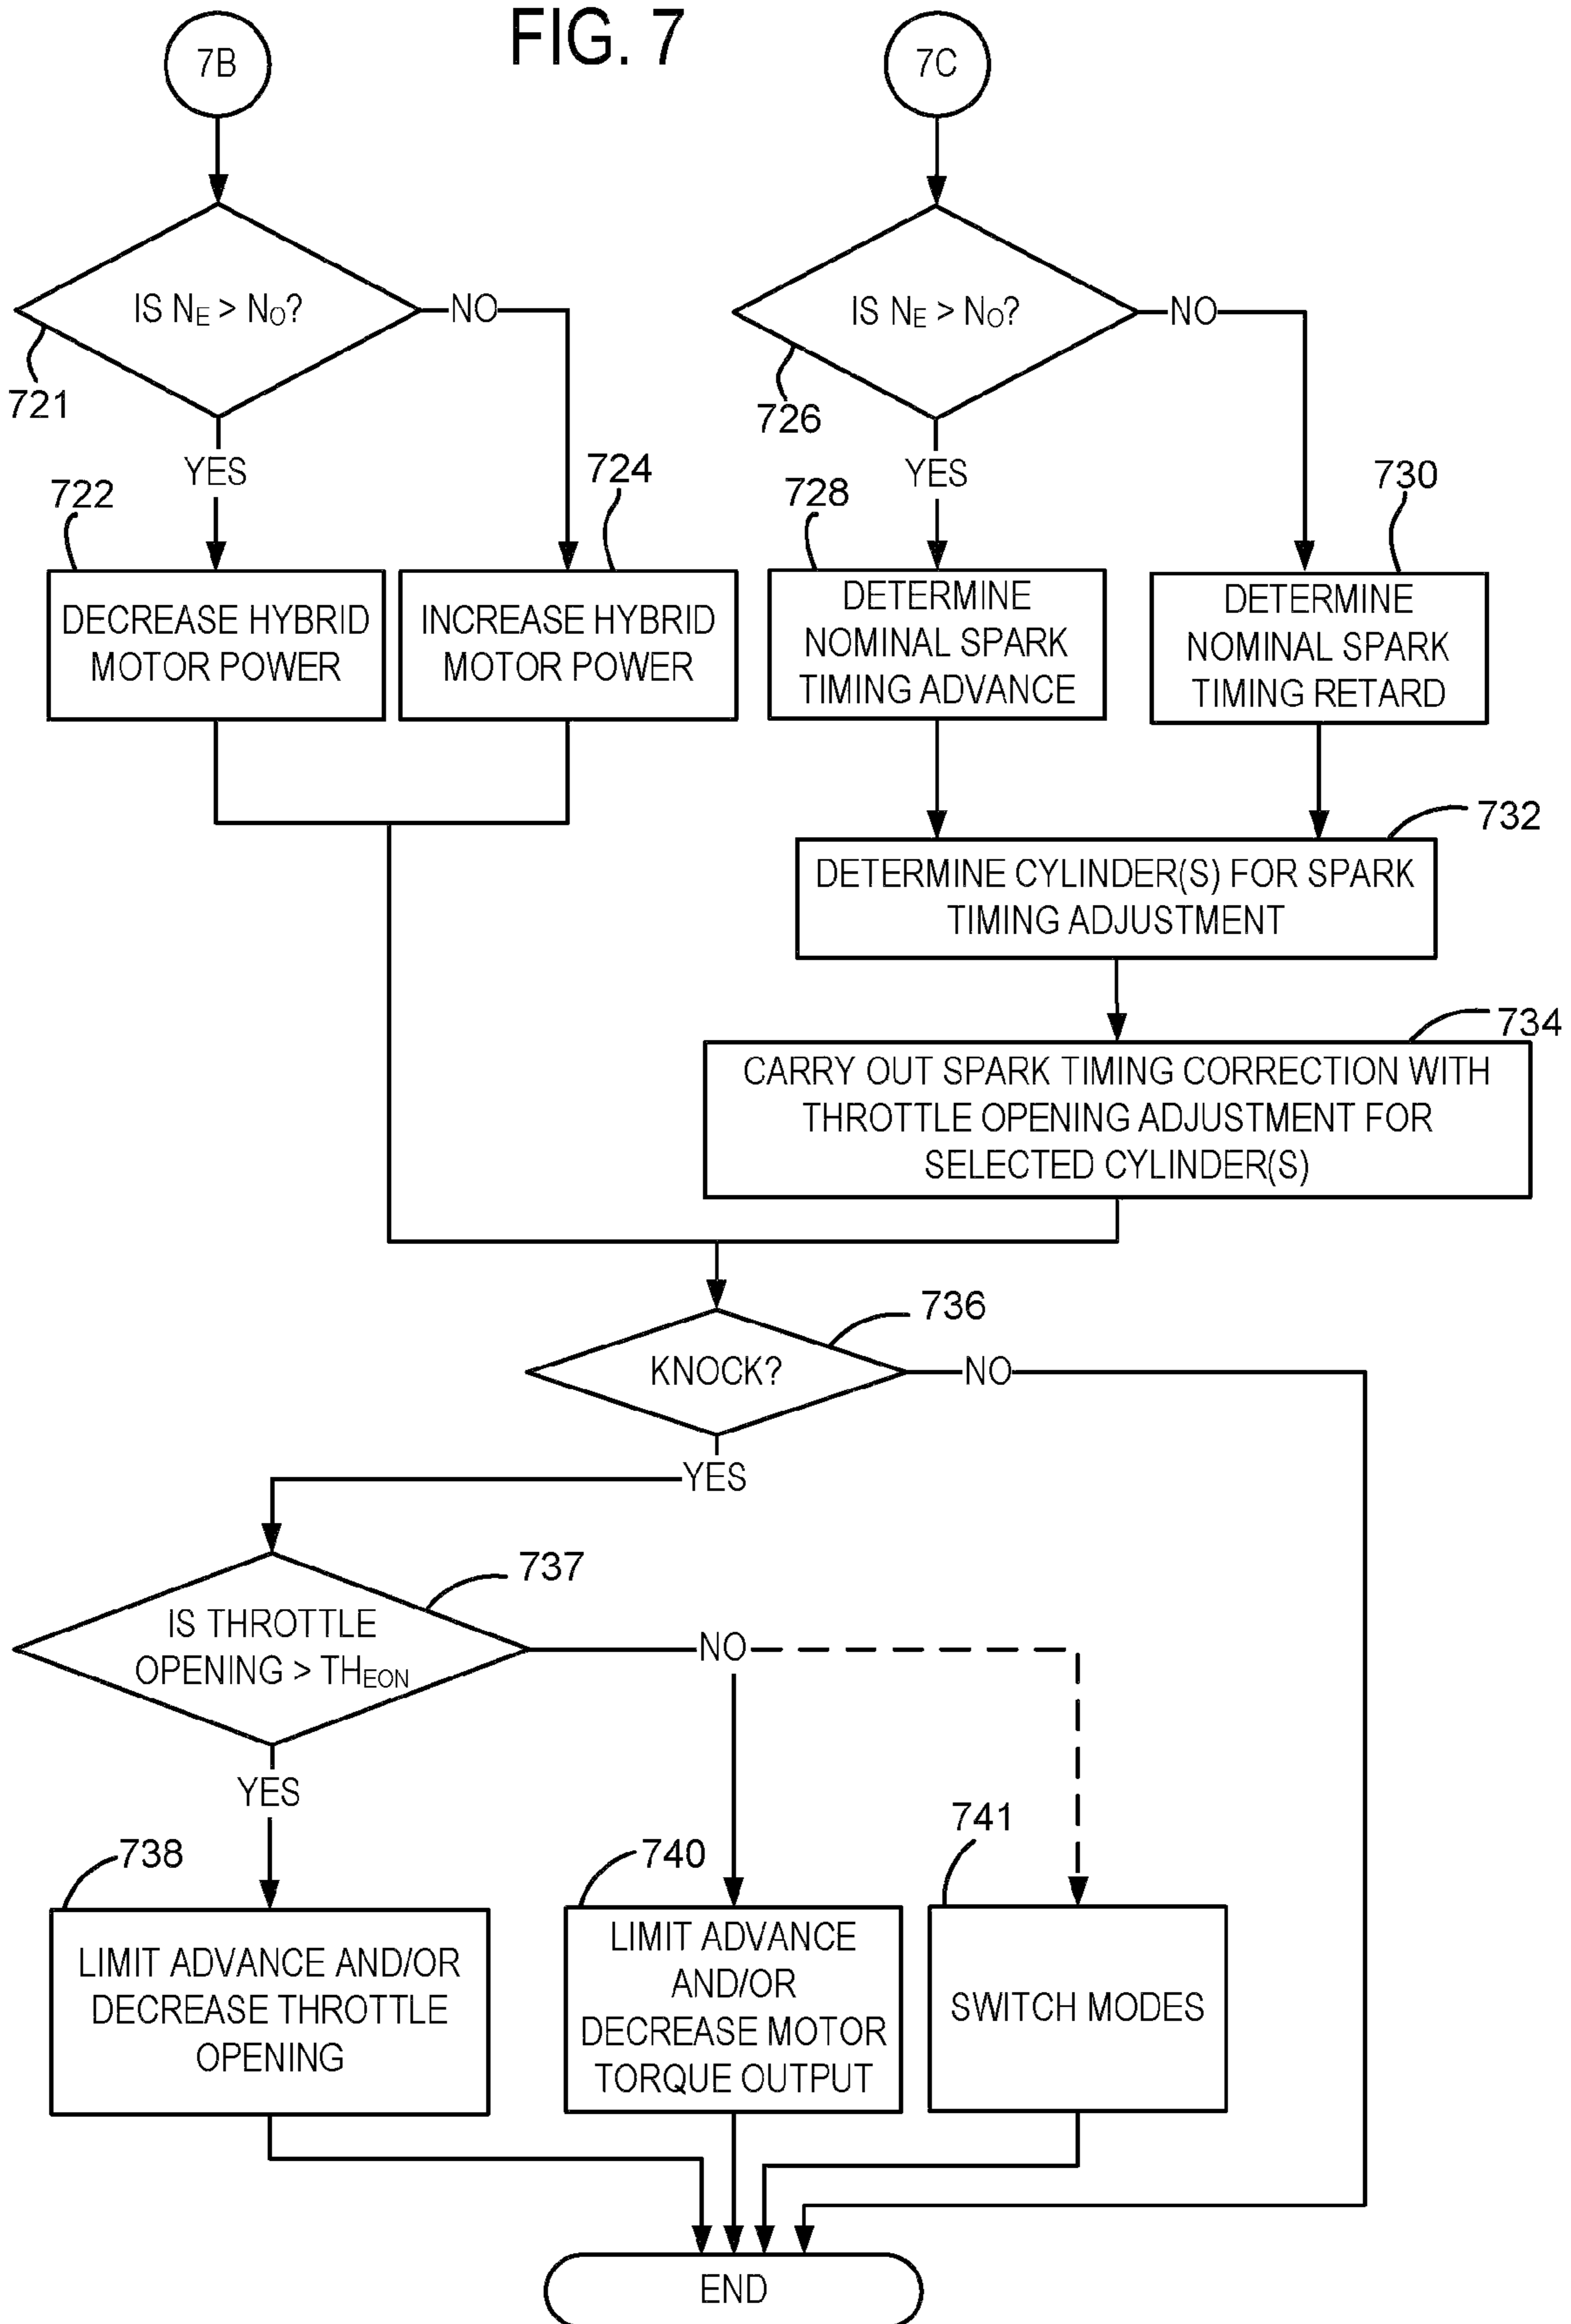 FIG. 7
7B
7C
IS NE > NO?
NO
721
YES
IS NE > NO?
NO
726
YES
722
724
728
730
DECREASE HYBRID
MOTOR POWER
INCREASE HYBRID
MOTOR POWER
DETERMINE
NOMINAL SPARK
TIMING ADVANCE
DETERMINE
NOMINAL SPARK
TIMING RETARD
732
DETERMINE CYLINDER(S) FOR SPARK
TIMING ADJUSTMENT
734
CARRY OUT SPARK TIMING CORRECTION WITH
THROTTLE OPENING ADJUSTMENT FOR
SELECTED CYLINDER(S)
736
KNOCK?
NO
YES
737
IS THROTTLE
OPENING > THEON
NO
YES
738
740
741
LIMIT ADVANCE AND/OR
DECREASE THROTTLE
OPENING
LIMIT ADVANCE
AND/OR
DECREASE MOTOR
TORQUE OUTPUT
SWITCH MODES
END